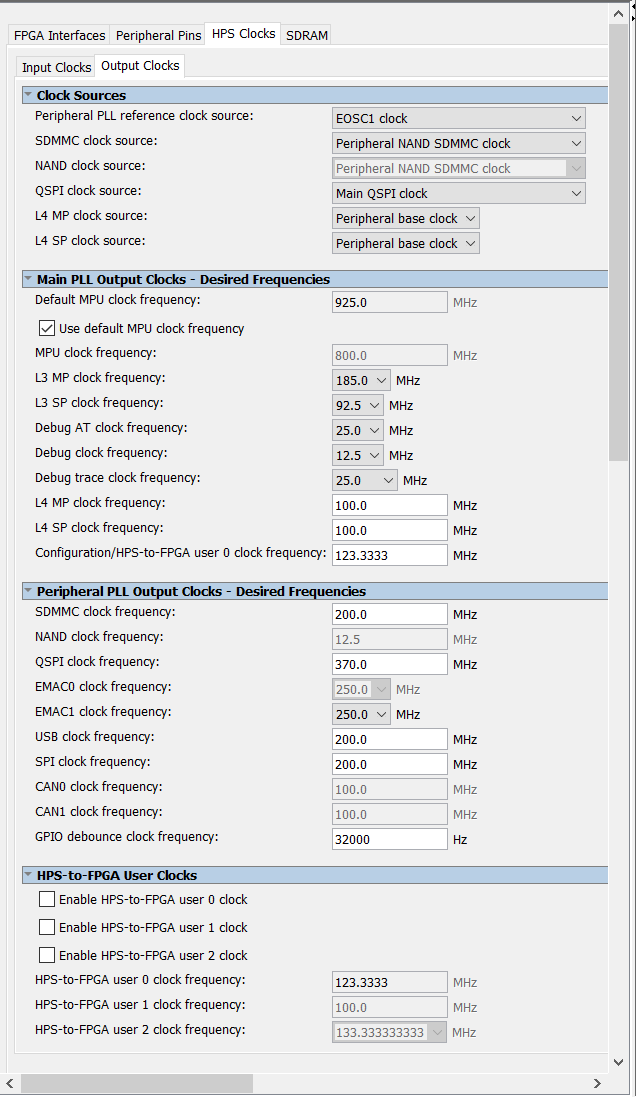 FPGA Interfaces Peripheral Pins HPS Clocks SDRAM
Input Clocks Output Clocks
Clock Sources
Peripheral PLL reference clock source: EOSC1 clock
SDMMC clock source: Peripheral NAND SDMMC clock
NAND clock source: Peripheral NAND SDMMC clock
QSPI clock source: Main QSPI clock
L4 MP clock source: Peripheral base clock
L4 SP clock source: Peripheral base clock
Main PLL Output Clocks - Desired Frequencies
Default MPU clock frequency: 925.0 MHz
Use default MPU clock frequency
MPU clock frequency: 800.0 MHz
L3 MP clock frequency: 185.0 MHz
L3 SP clock frequency: 92.5 MHz
Debug AT clock frequency: 25.0 MHz
Debug clock frequency: 12.5 MHz
Debug trace clock frequency: 25.0 MHz
L4 MP clock frequency: 100.0 MHz
L4 SP clock frequency: 100.0 MHz
Configuration/HPS-to-FPGA user 0 clock frequency: 123.3333 MHz
Peripheral PLL Output Clocks - Desired Frequencies
SDMMC clock frequency: 200.0 MHz
NAND clock frequency: 12.5 MHz
QSPI clock frequency: 370.0 MHz
EMAC0 clock frequency: 250.0 MHz
EMAC1 clock frequency: 250.0 MHz
USB clock frequency: 200.0 MHz
SPI clock frequency: 200.0 MHz
CAN0 clock frequency: 100.0 MHz
CAN1 clock frequency: 100.0 MHz
GPIO debounce clock frequency: 32000 Hz
HPS-to-FPGA User Clocks
Enable HPS-to-FPGA user 0 clock
Enable HPS-to-FPGA user 1 clock
Enable HPS-to-FPGA user 2 clock
HPS-to-FPGA user 0 clock frequency: 123.3333 MHz
HPS-to-FPGA user 1 clock frequency: 100.0 MHz
HPS-to-FPGA user 2 clock frequency: 133.333333333 MHz